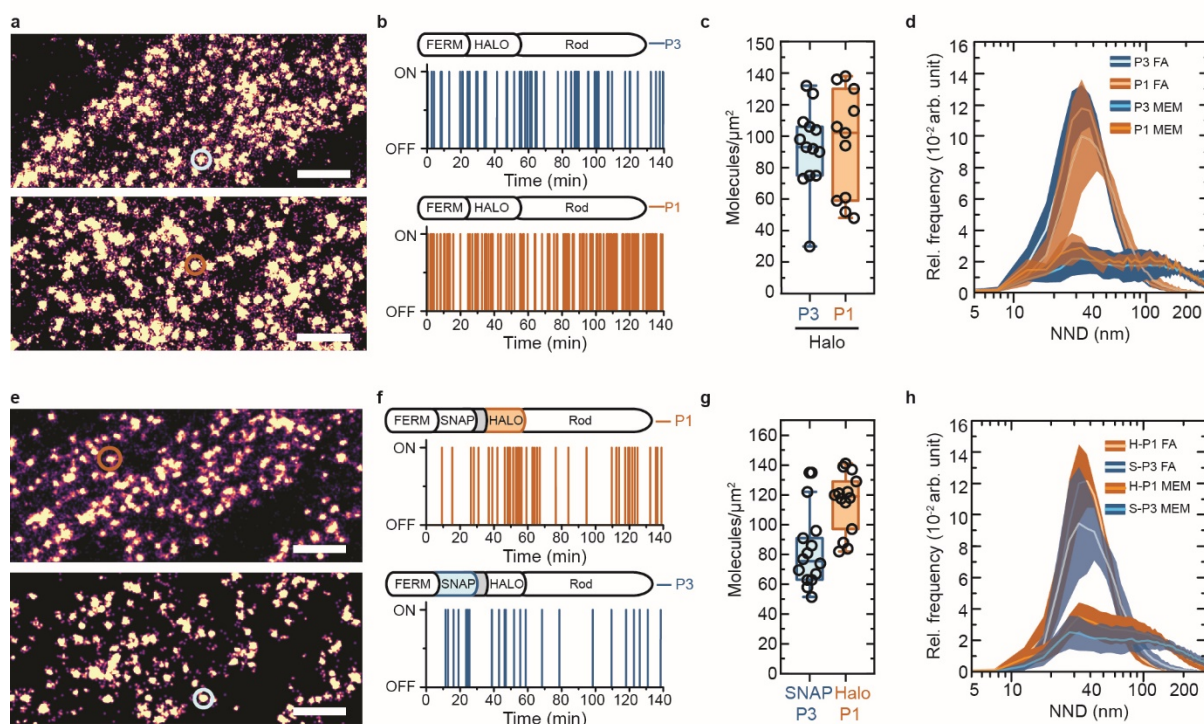 a
b
FERM HALO Rod P3
ON
OFF
0 20 40 60 80 100 120 140
Time (min)
FERM HALO Rod P1
ON
OFF
0 20 40 60 80 100 120 140
Time (min)
c
Molecules/μm²
150
140
120
100
80
60
40
20
0
P3 P1
Halo
d
Rel. frequency (10⁻² arb. unit)
16
14
12
10
8
6
4
2
0
P3 FA
P1 FA
P3 MEM
P1 MEM
5 10 20 40 100 200
NND (nm)
e
f
FERM SNAP HALO Rod P1
ON
OFF
0 20 40 60 80 100 120 140
Time (min)
FERM SNAP HALO Rod P3
ON
OFF
0 20 40 60 80 100 120 140
Time (min)
g
Molecules/μm²
160
140
120
100
80
60
40
20
0
SNAP Halo
P3 P1
h
Rel. frequency (10⁻² arb. unit)
16
14
12
10
8
6
4
2
0
H-P1 FA
S-P3 FA
H-P1 MEM
S-P3 MEM
5 10 20 40 100 200
NND (nm)